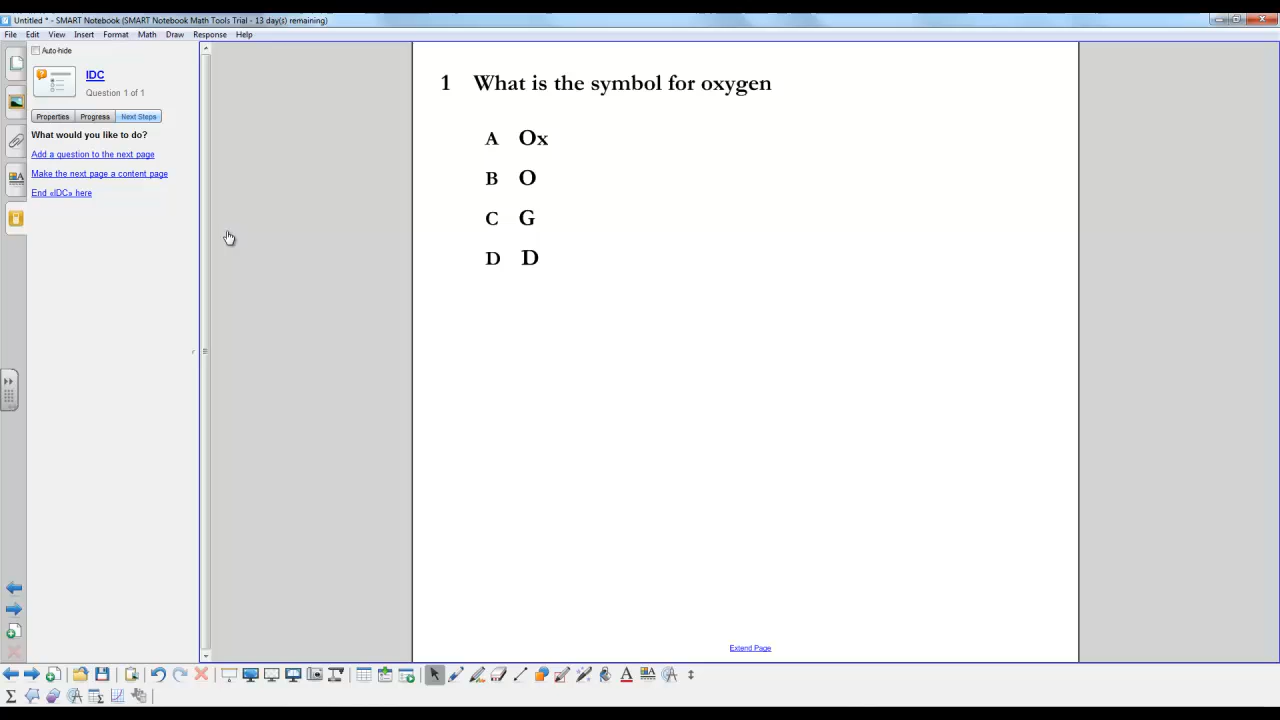 Untitled * - SMART Notebook (SMART Notebook Math Tools Trial - 13 day(s) remaining)
File Edit View Insert Format Math Draw Response Help
Auto-hide
IDC
Question 1 of 1
Properties Progress Next Steps
What would you like to do?
Add a question to the next page
Make the next page a content page
End «IDC» here
1 What is the symbol for oxygen
A Ox
B O
C G
D D
Extend Page